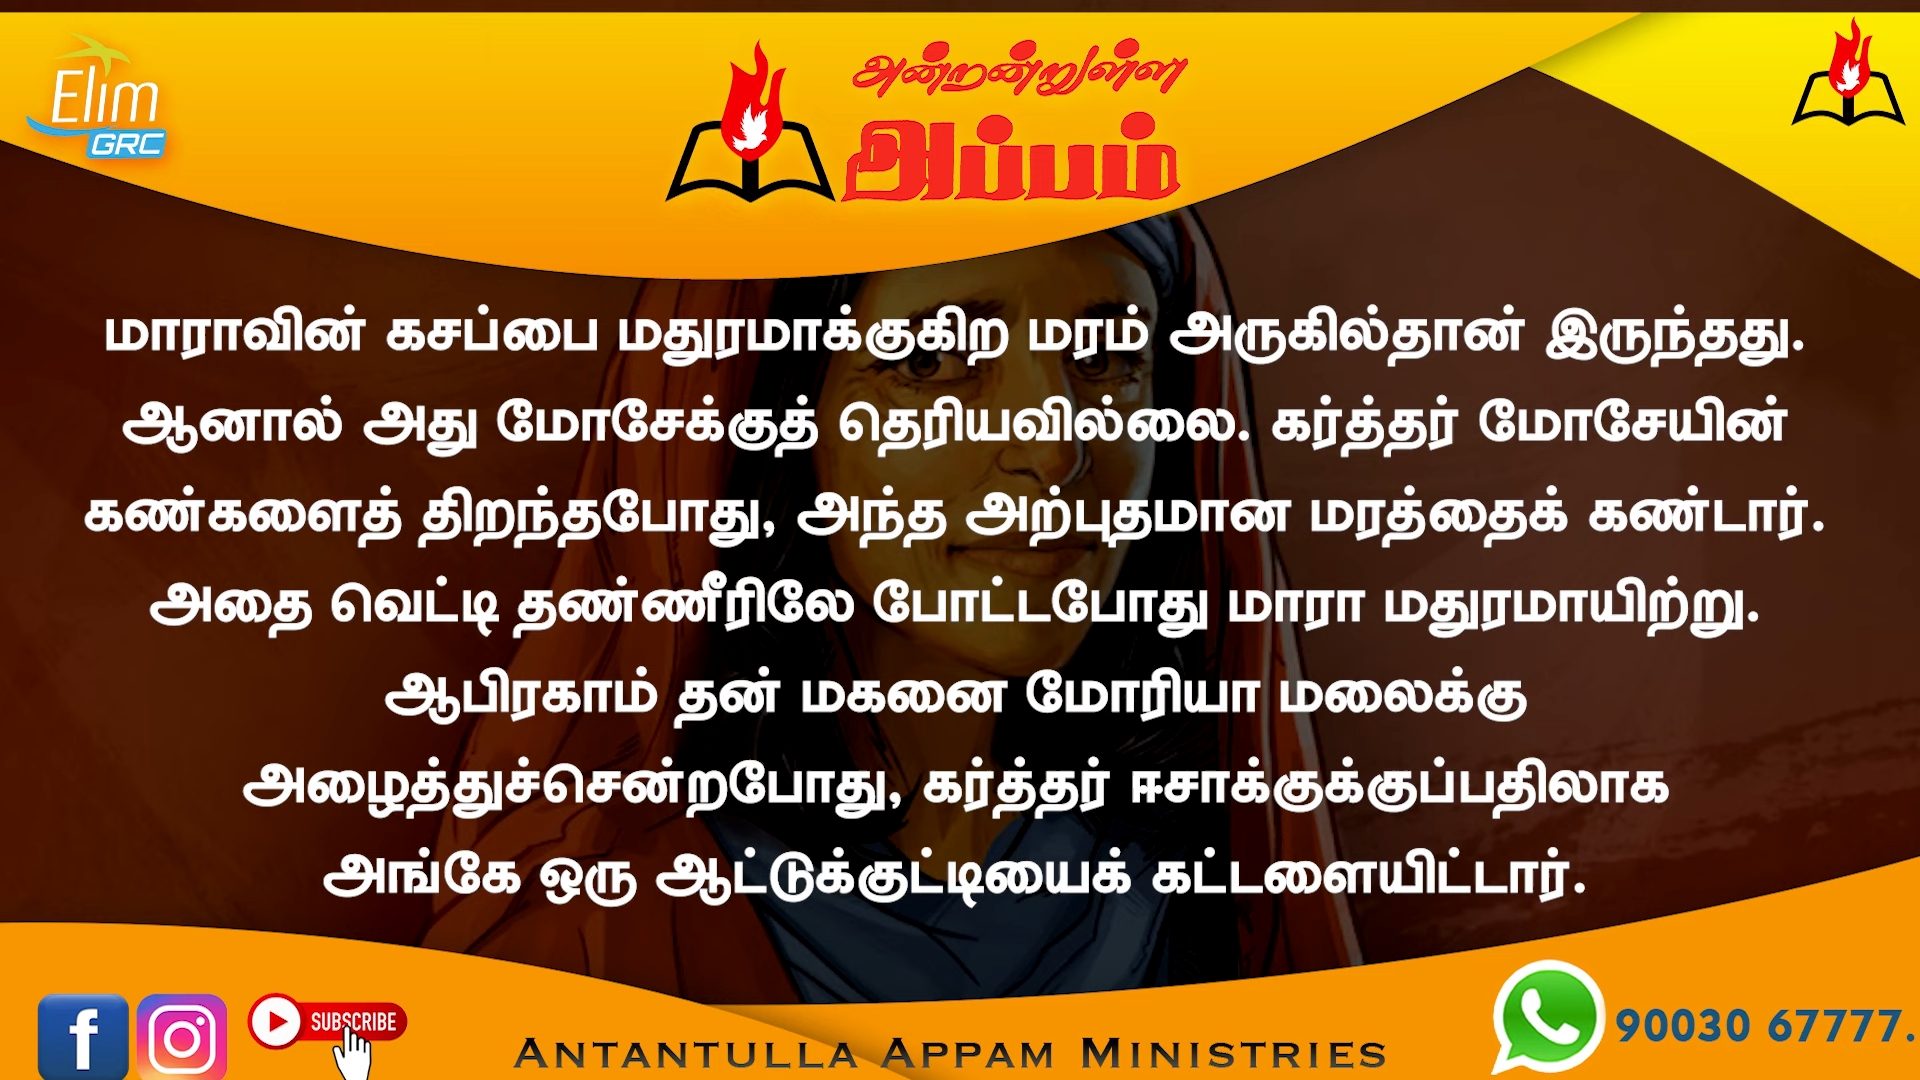 Elim
GRC
அன்றன்றுள்ள
அப்பம்
மாராவின் கசப்பை மதுரமாக்குகிற மரம் அருகில்தான் இருந்தது.
ஆனால் அது மோசேக்குத் தெரியவில்லை. கர்த்தர் மோசேயின்
கண்களைத் திறந்தபோது, அந்த அற்புதமான மரத்தைக் கண்டார்.
அதை வெட்டி தண்ணீரிலே போட்டபோது மாரா மதுரமாயிற்று.
ஆபிரகாம் தன் மகனை மோரியா மலைக்கு
அழைத்துச்சென்றபோது, கர்த்தர் ஈசாக்குக்குப்பதிலாக
அங்கே ஒரு ஆட்டுக்குட்டியைக் கட்டளையிட்டார்.
SUBSCRIBE
ANTANTULLA APPAM MINISTRIES
90030 67777.